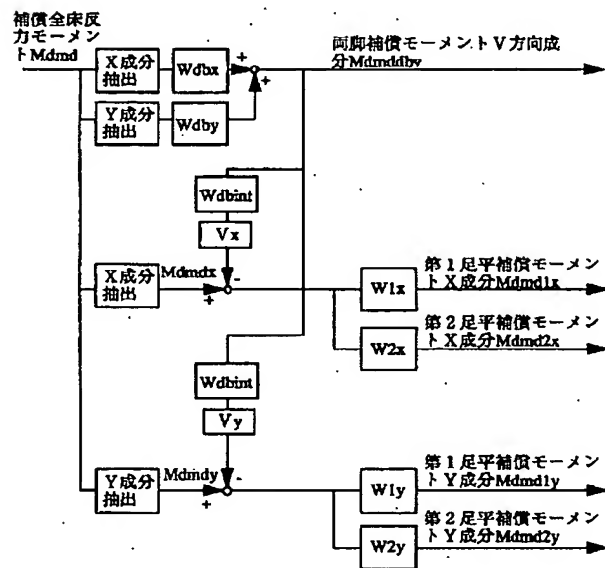 補償全床反
力モーメン
トMdmd
X成分
抽出
Wdbx
+
+
両脚補償モーメントV方向成
分Mdmddbv
Y成分
抽出
Wdby
Wdbint
Vx
X成分
抽出
Mdmdx
-
+
W1x
第1足平補償モーメン
トX成分Mdmd1x
W2x
第2足平補償モーメン
トX成分Mdmd2x
Wdbint
Vy
Y成分
抽出
Mdmdy
-
+
W1y
第1足平補償モーメン
トY成分Mdmd1y
W2y
第2足平補償モーメン
トY成分Mdmd2y